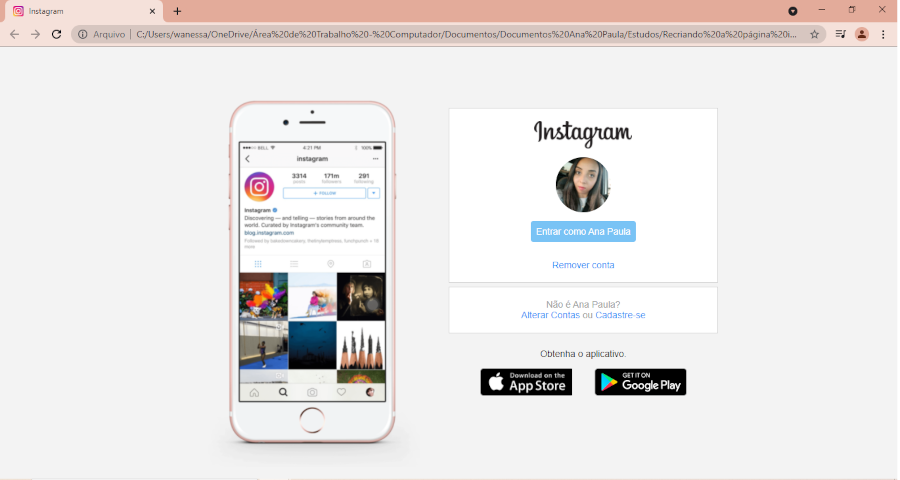 Instagram
Arquivo
C:/Users/wanessa/OneDrive/Área%20de%20Trabalho%20-%20Computador/Documentos/Documentos%20Ana%20Paula/Estudos/Recriando%20a%20página%20i...
BELL 4:21 PM 100%
instagram
3314 171m 291
posts followers following
+ FOLLOW
Instagram
Discovering — and telling — stories from around the
world. Curated by Instagram's community team.
blog.instagram.com
Followed by
more
Instagram
Entrar como Ana Paula
Remover conta
Não é Ana Paula?
Alterar Contas ou Cadastre-se
Obtenha o aplicativo.
Download on the
App Store
GET IT ON
Google Play